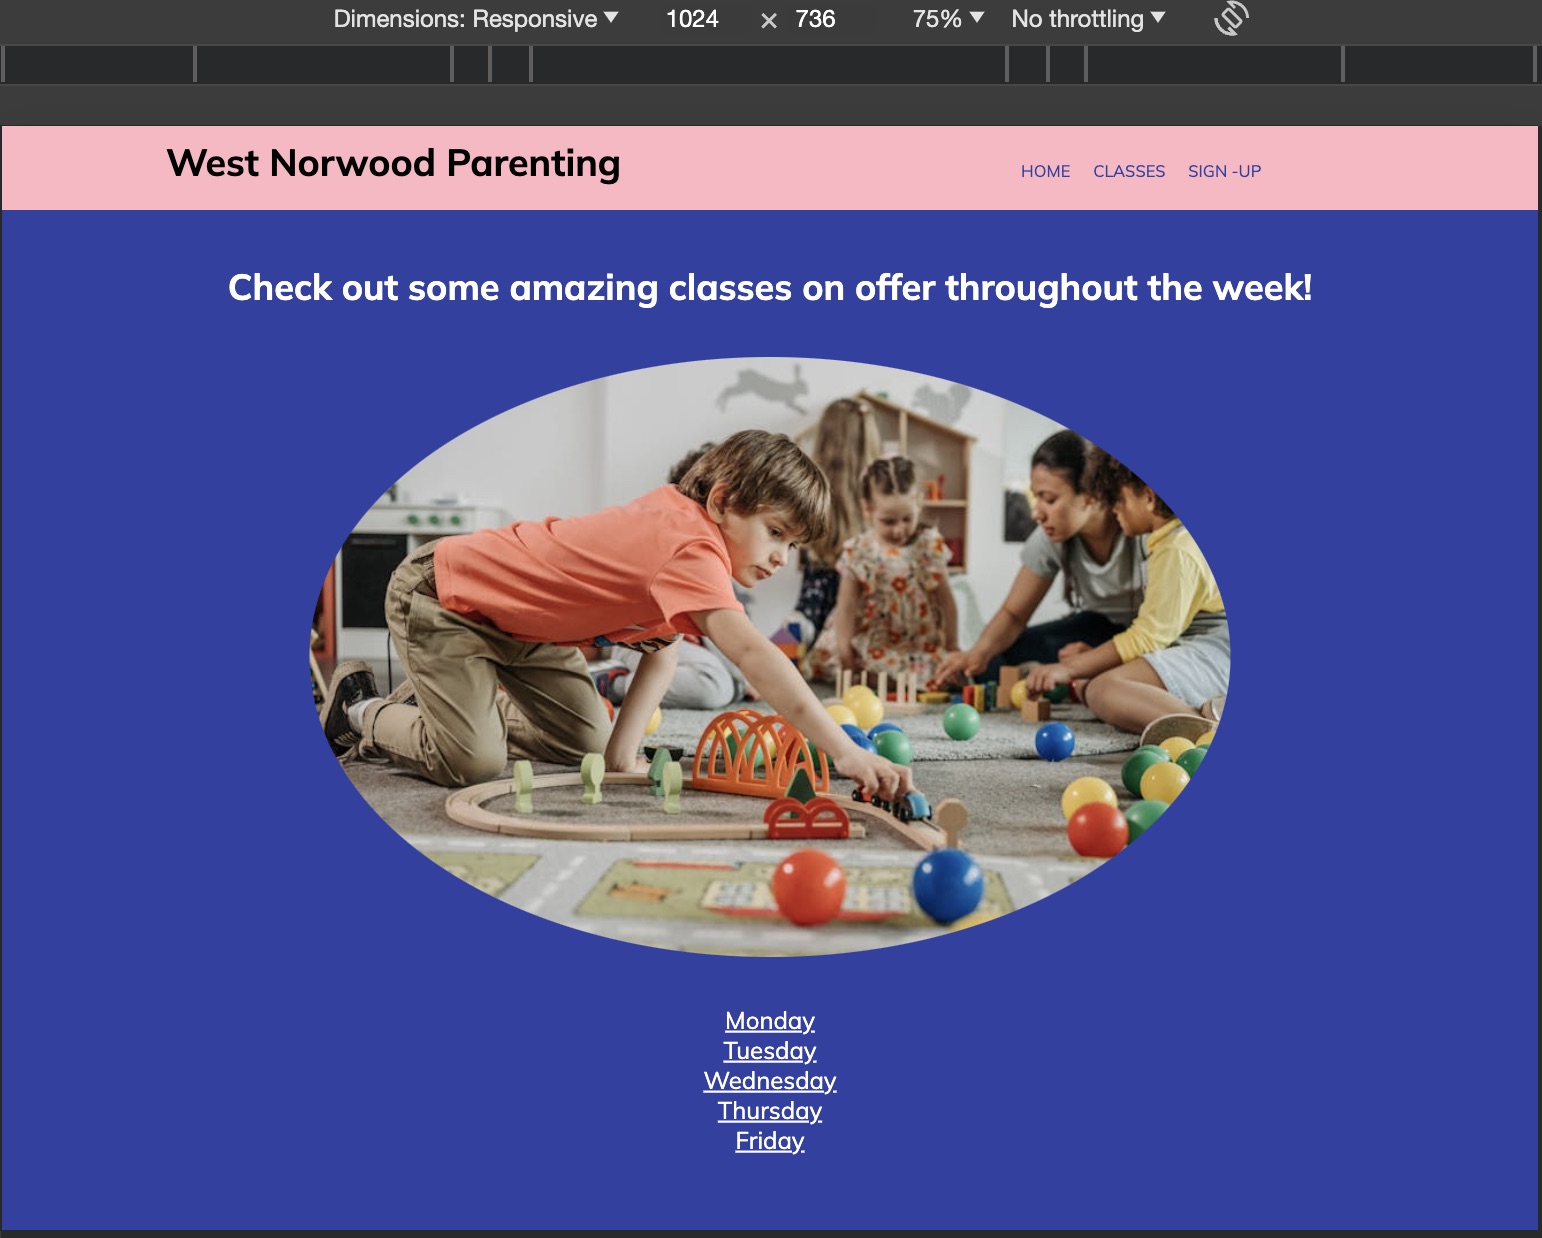 Dimensions: Responsive 1024 × 736 75% No throttling
West Norwood Parenting
HOME CLASSES SIGN -UP
Check out some amazing classes on offer throughout the week!
Monday
Tuesday
Wednesday
Thursday
Friday